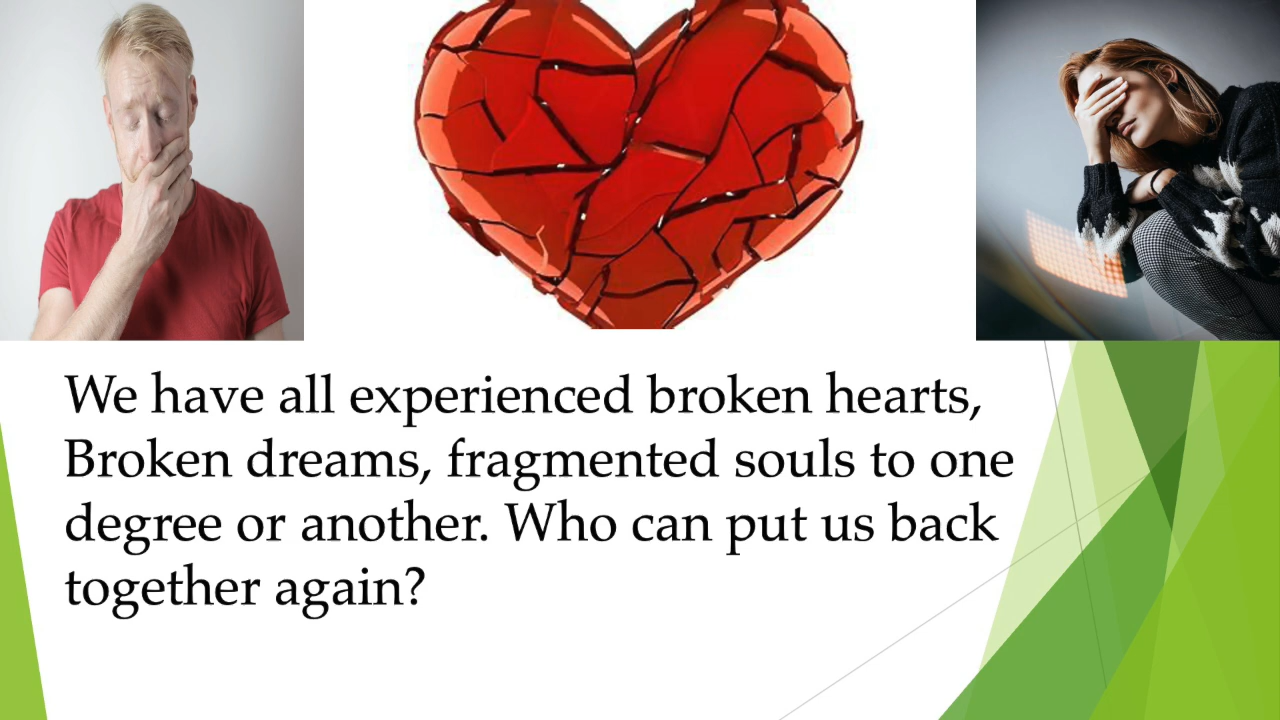 We have all experienced broken hearts,
Broken dreams, fragmented souls to one
degree or another. Who can put us back
together again?